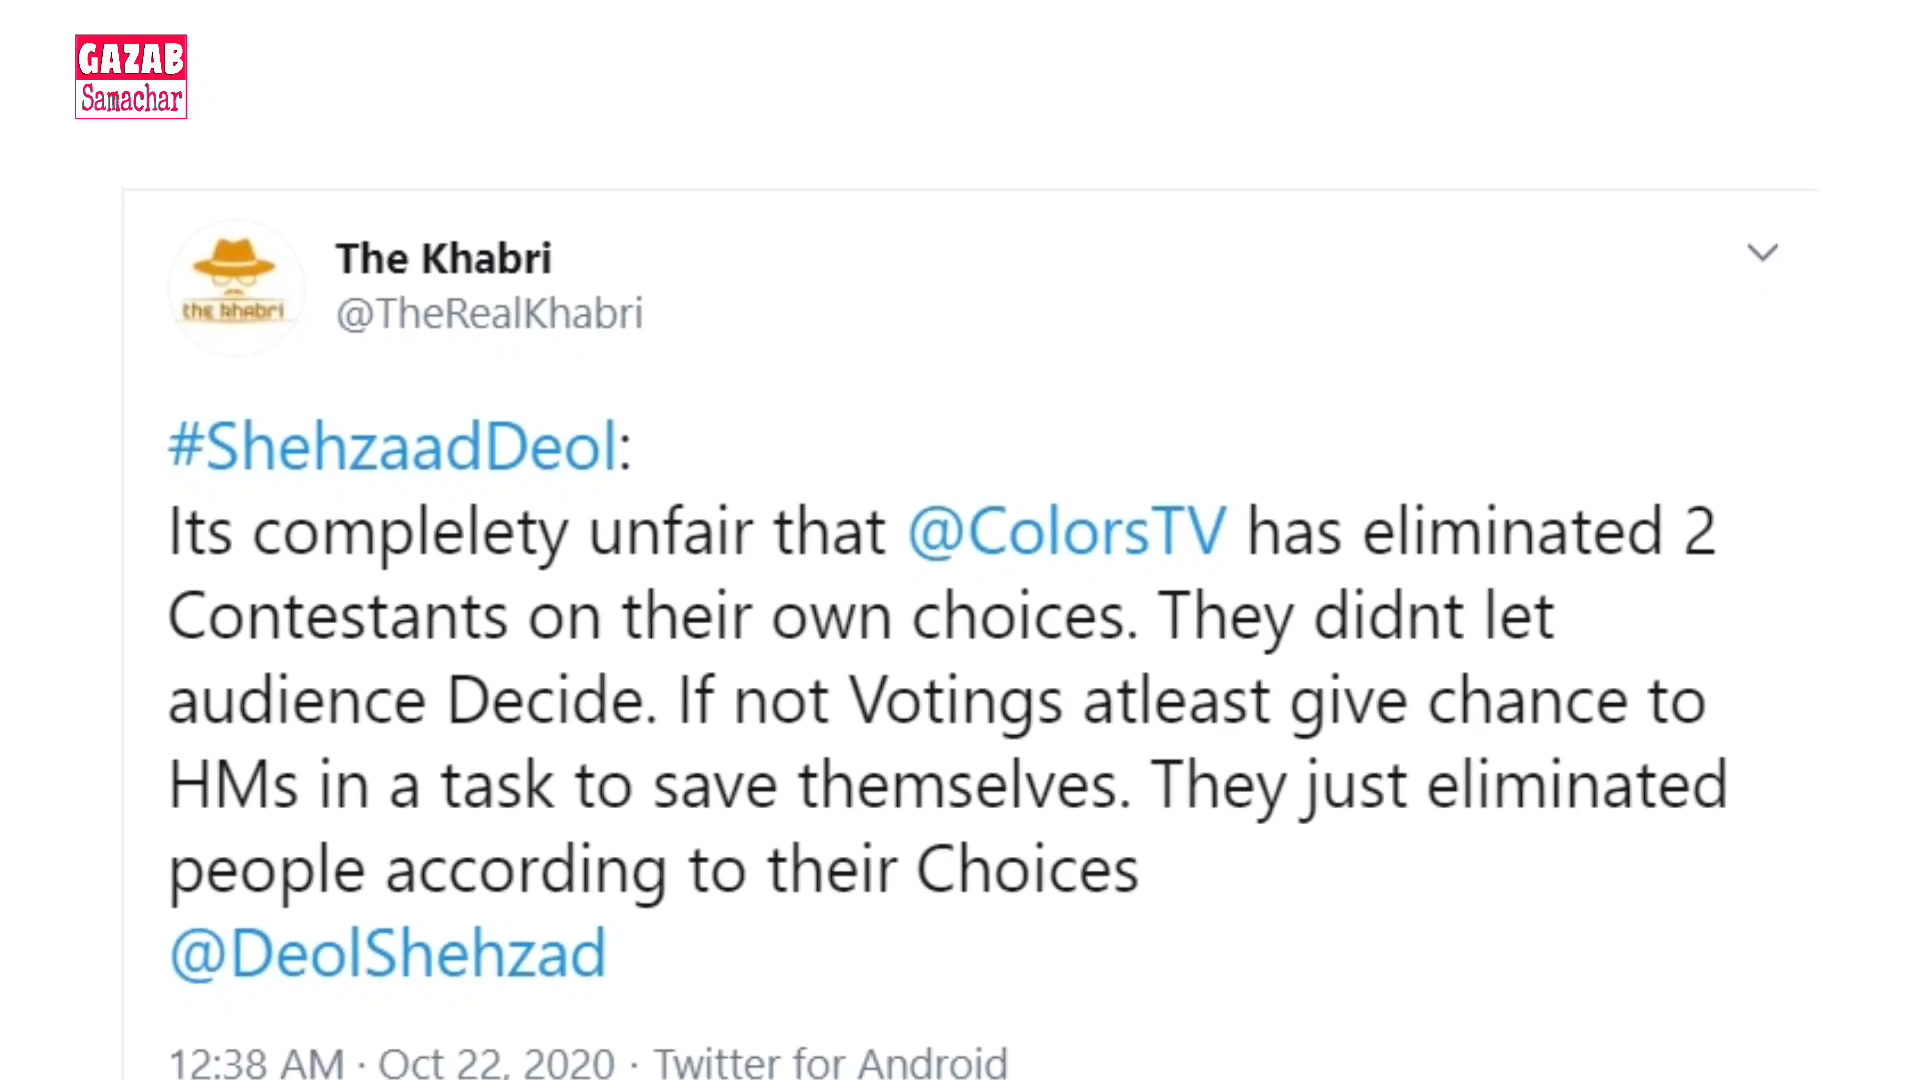 GAZAB
Samachar
the khabri
The Khabri
@TheRealKhabri
#ShehzaadDeol:
Its complelety unfair that @ColorsTV has eliminated 2
Contestants on their own choices. They didnt let
audience Decide. If not Votings atleast give chance to
HMs in a task to save themselves. They just eliminated
people according to their Choices
@DeolShehzad
12:38 AM · Oct 22, 2020 · Twitter for Android